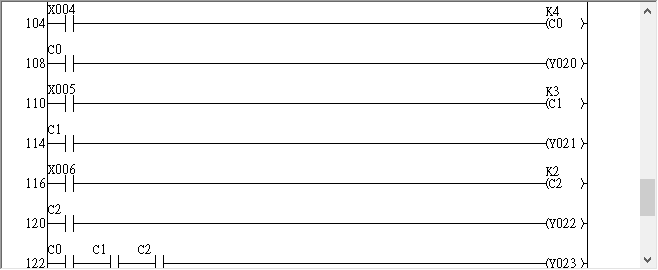 X004 K4
104 (C0 )
C0
108 (Y020 )
X005 K3
110 (C1 )
C1
114 (Y021 )
X006 K2
116 (C2 )
C2
120 (Y022 )
C0 C1 C2
122 (Y023 )